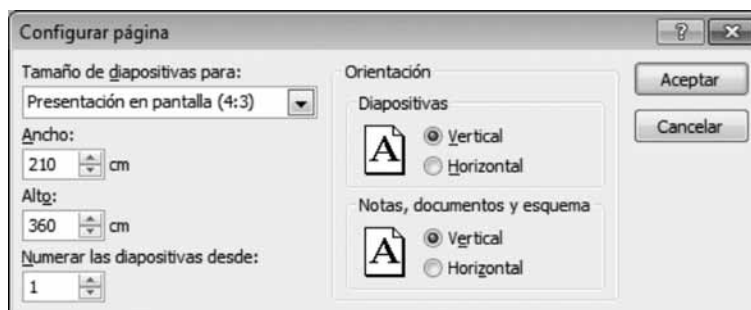 Configurar página
Tamaño de diapositivas para:
Presentación en pantalla (4:3)
Ancho:
210 cm
Alto:
360 cm
Numerar las diapositivas desde:
1
Orientación
Diapositivas
A
Vertical
Horizontal
Notas, documentos y esquema
A
Vertical
Horizontal
Aceptar
Cancelar